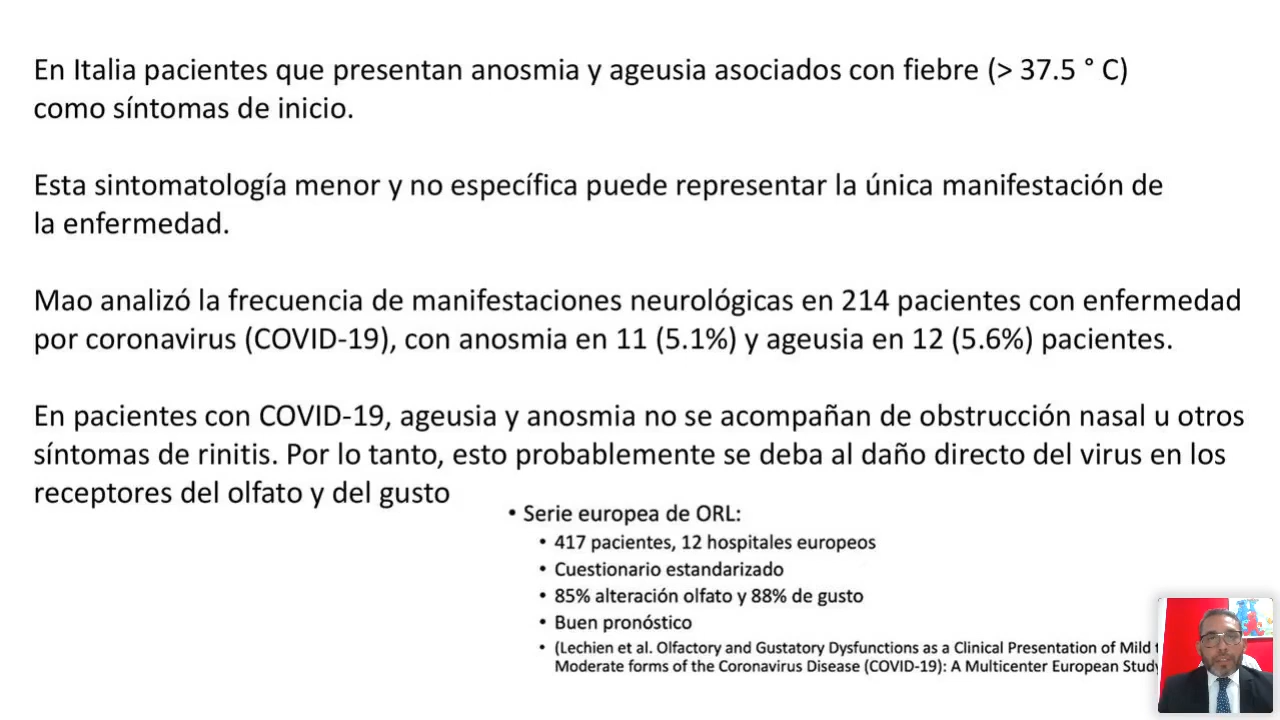 En Italia pacientes que presentan anosmia y ageusia asociados con fiebre (> 37.5 ° C)
como síntomas de inicio.
Esta sintomatología menor y no específica puede representar la única manifestación de
la enfermedad.
Mao analizó la frecuencia de manifestaciones neurológicas en 214 pacientes con enfermedad
por coronavirus (COVID-19), con anosmia en 11 (5.1%) y ageusia en 12 (5.6%) pacientes.
En pacientes con COVID-19, ageusia y anosmia no se acompañan de obstrucción nasal u otros
síntomas de rinitis. Por lo tanto, esto probablemente se deba al daño directo del virus en los
receptores del olfato y del gusto
• Serie europea de ORL:
• 417 pacientes, 12 hospitales europeos
• Cuestionario estandarizado
• 85% alteración olfato y 88% de gusto
• Buen pronóstico
• (Lechien et al. Olfactory and Gustatory Dysfunctions as a Clinical Presentation of Mild
Moderate forms of the Coronavirus Disease (COVID-19): A Multicenter European Study